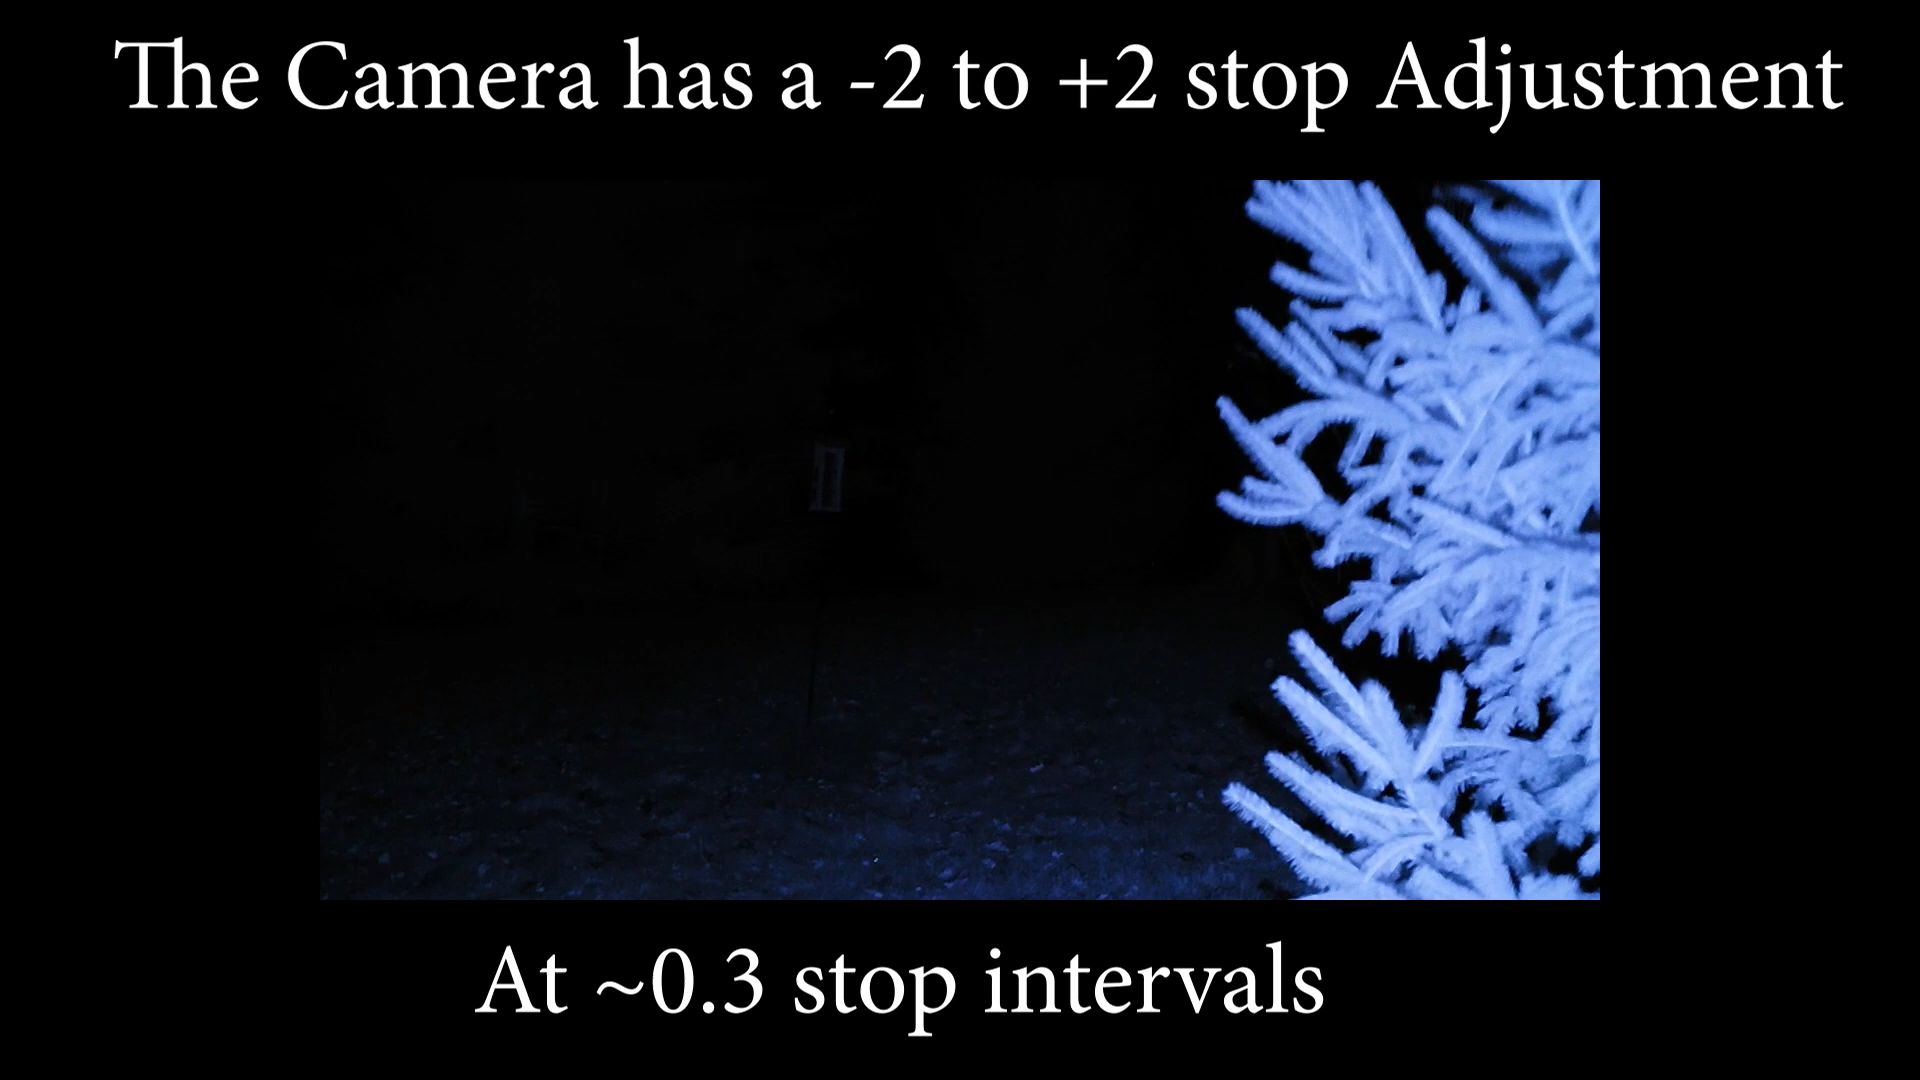 The Camera has a -2 to +2 stop Adjustment
At ~0.3 stop intervals